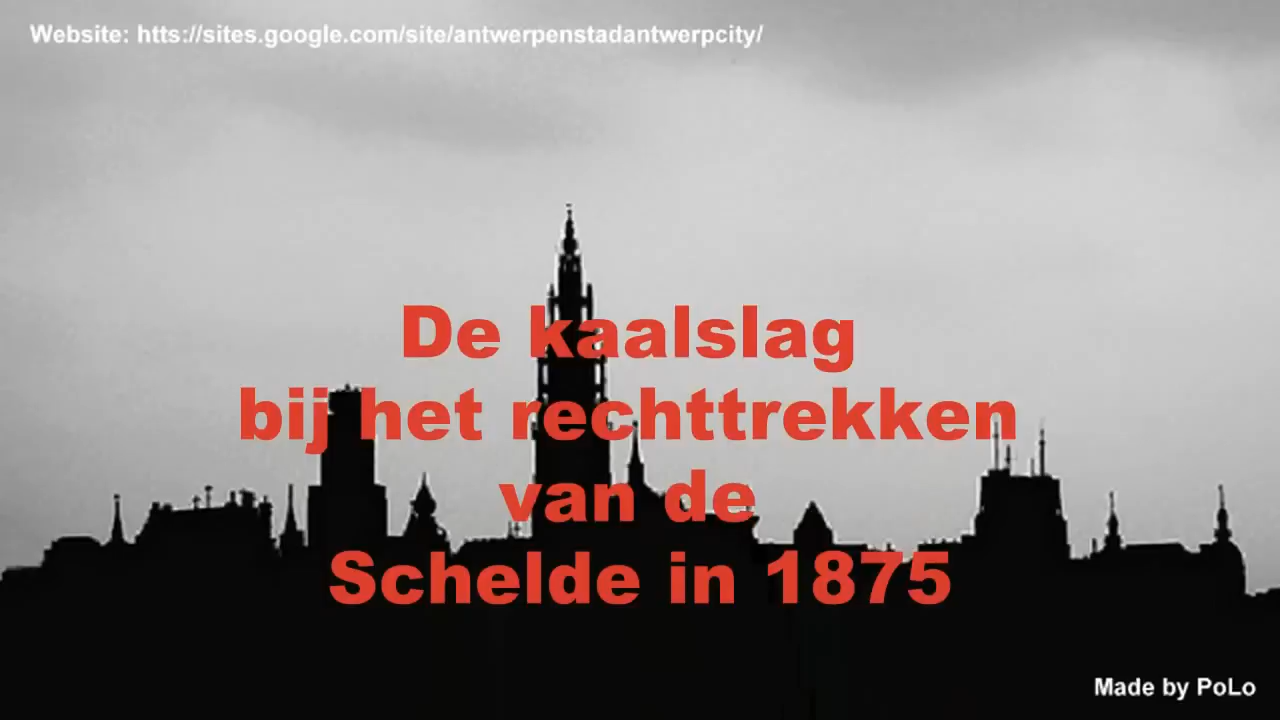 Website: htts://sites.google.com/site/antwerpenstadantwerpcity/
De kaalslag
bij het rechttrekken
van de
Schelde in 1875
Made by PoLo